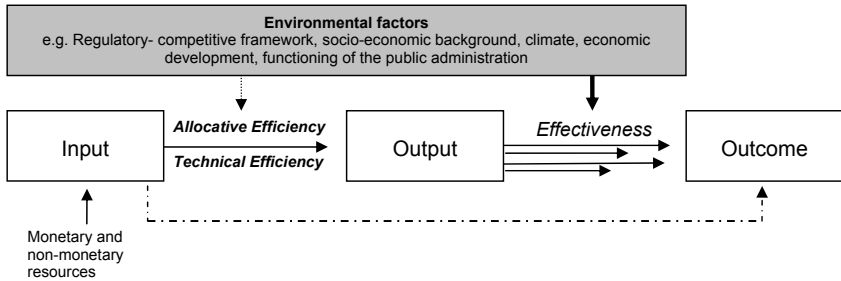 Environmental factors
e.g. Regulatory- competitive framework, socio-economic background, climate, economic
development, functioning of the public administration
Allocative Efficiency
Effectiveness
Input
Output
Outcome
Technical Efficiency
Monetary and
non-monetary
resources